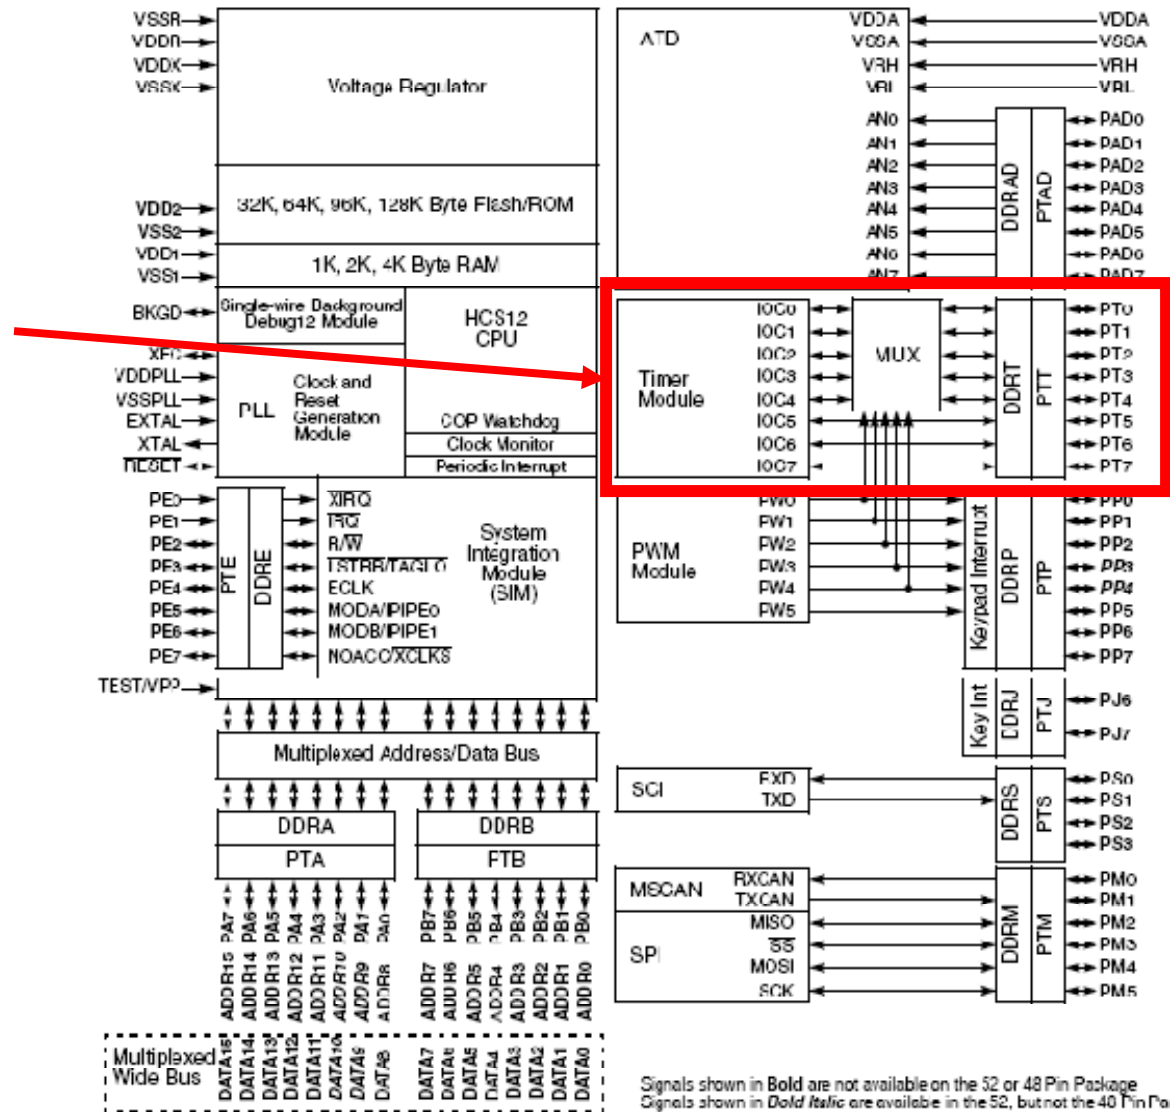 VSSR
VDDR
VDDX
VSSX
Voltage Regulator
32K, 64K, 96K, 128K Byte Flash/ROM
VDD2
VSS2
VDD1
VSS1
1K, 2K, 4K Byte RAM
BKGD
Single-wire Background
Debug12 Module
HCS12
CPU
XFC
VDDPLL
VSSPLL
EXTAL
XTAL
RESET
PLL
Clock and
Reset
Generation
Module
COP Watchdog
Clock Monitor
Periodic Interrupt
PE0
PE1
PE2
PE3
PE4
PE5
PE6
PE7
TEST/VPP
PTE
DDRE
XIRQ
IRQ
R/W
LSTRB/TAGLO
ECLK
MODA/IPIPE0
MODB/IPIPE1
NOACC/XCLKS
System
Integration
Module
(SIM)
Multiplexed Address/Data Bus
DDRA
DDRB
PTA
PTB
PA7
PA6
PA5
PA4
PA3
PA2
PA1
PA0
PB7
PB6
PB5
PB4
PB3
PB2
PB1
PB0
ADDR15
ADDR14
ADDR13
ADDR12
ADDR11
ADDR10
ADDR9
ADDR8
ADDR7
ADDR6
ADDR5
ADDR4
ADDR3
ADDR2
ADDR1
ADDR0
Multiplexed
Wide Bus
DATA15
DATA14
DATA13
DATA12
DATA11
DATA10
DATA9
DATA8
DATA7
DATA6
DATA5
DATA4
DATA3
DATA2
DATA1
DATA0
ATD
VDDA
VSSA
VRH
VRL
AN0
AN1
AN2
AN3
AN4
AN5
AN6
AN7
DDRAD
PTAD
VDDA
VSSA
VRH
VRL
PAD0
PAD1
PAD2
PAD3
PAD4
PAD5
PAD6
PAD7
Timer
Module
IOC0
IOC1
IOC2
IOC3
IOC4
IOC5
IOC6
IOC7
MUX
DDRT
PTT
PT0
PT1
PT2
PT3
PT4
PT5
PT6
PT7
PWM
Module
PW0
PW1
PW2
PW3
PW4
PW5
Keypad Interrupt
DDRP
PTP
PP0
PP1
PP2
PP3
PP4
PP5
PP6
PP7
Key Int
DDRJ
PTJ
PJ6
PJ7
SCI
RXD
TXD
DDRS
PTS
PS0
PS1
PS2
PS3
MSCAN
RXCAN
TXCAN
SPI
MISO
SS
MOSI
SCK
DDRM
PTM
PM0
PM1
PM2
PM3
PM4
PM5
Signals shown in Bold are not available on the 52 or 48 Pin Package
Signals shown in Bold Italic are available in the 52, but not the 48 Pin Pa